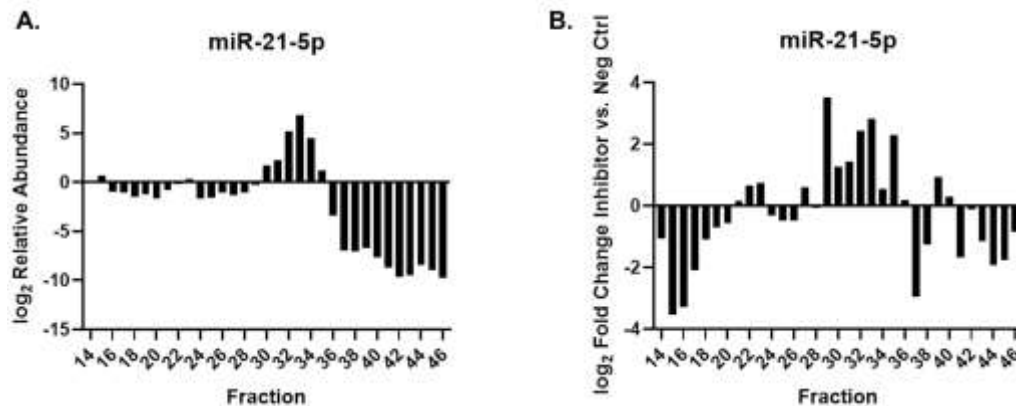 A.
miR-21-5p
log2 Relative Abundance
10
5
0
-5
-10
-15
14 16 18 20 22 24 26 28 30 32 34 36 38 40 42 44 46
Fraction
B.
miR-21-5p
log2 Fold Change Inhibitor vs. Neg Ctrl
4
2
0
-2
-4
14 16 18 20 22 24 26 28 30 32 34 36 38 40 42 44 46
Fraction